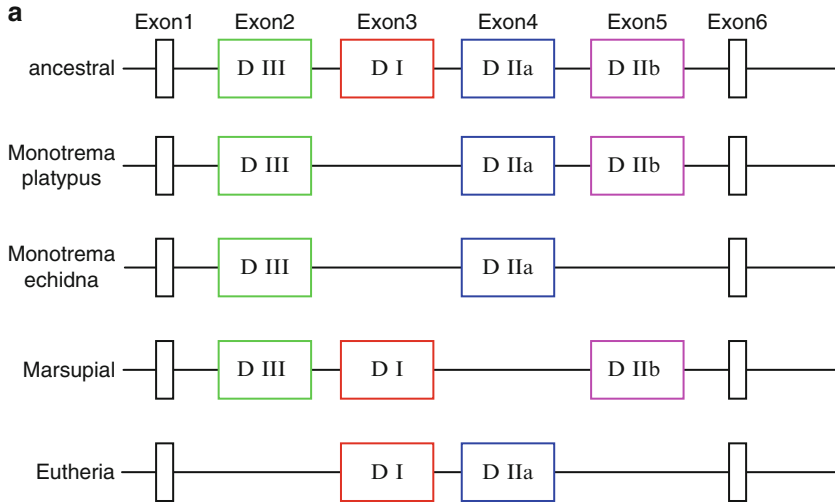 a
Exon1 Exon2 Exon3 Exon4 Exon5 Exon6
ancestral D III D I D IIa D IIb
Monotrema
platypus D III D IIa D IIb
Monotrema
echidna D III D IIa
Marsupial D III D I D IIb
Eutheria D I D IIa